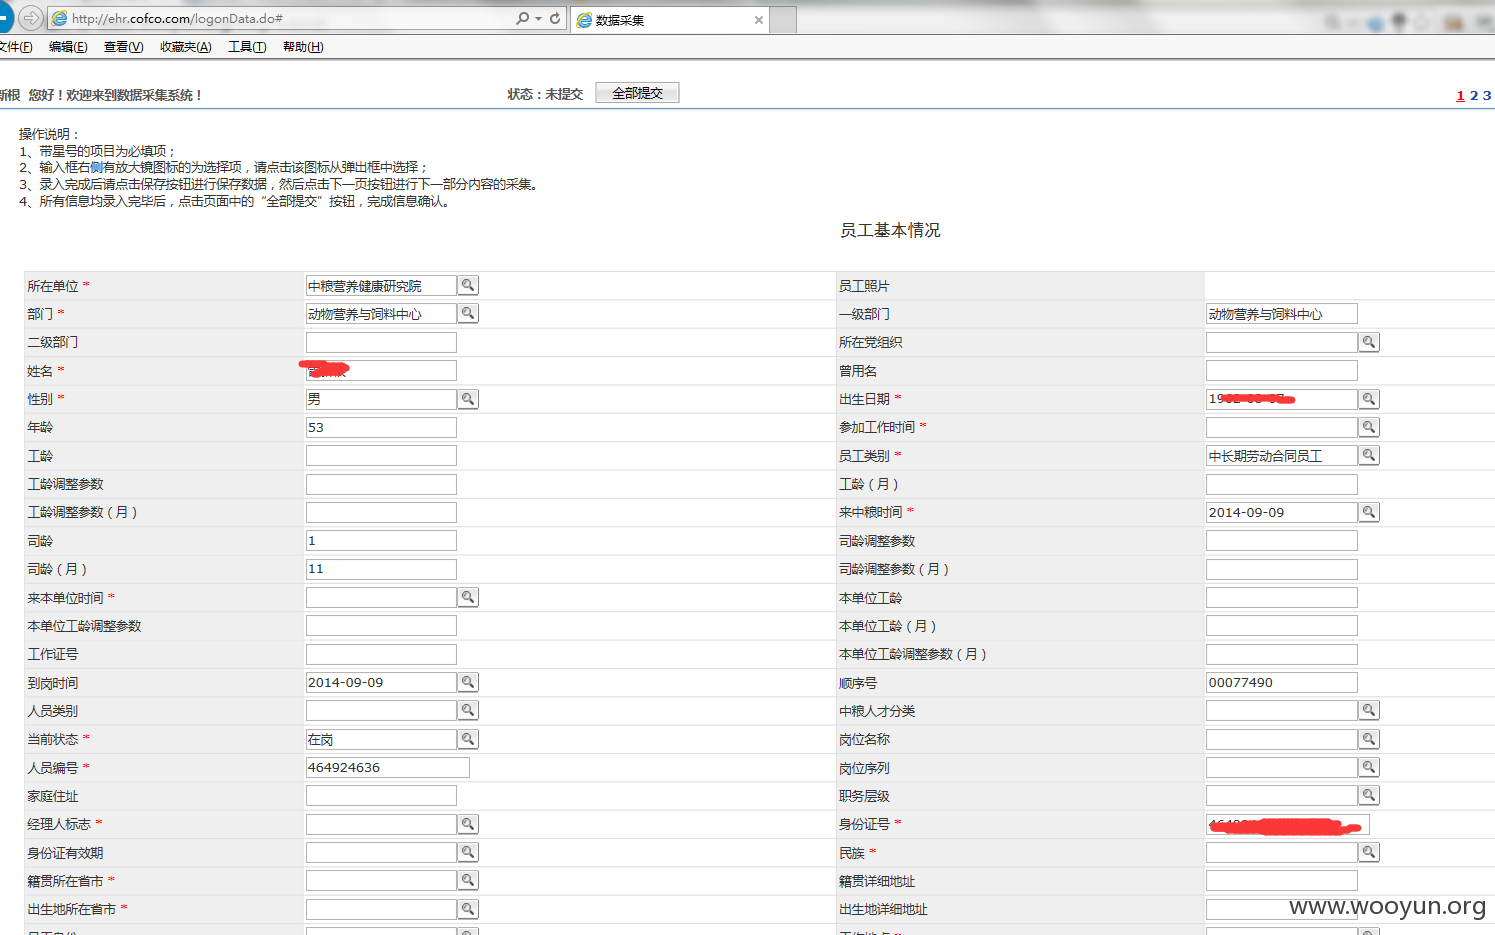 http://ehr.cofco.com/logonData.do#
数据采集
文件(F) 编辑(E) 查看(V) 收藏夹(A) 工具(T) 帮助(H)
新根 您好！欢迎来到数据采集系统！ 状态：未提交 全部提交 1 2 3
操作说明：
1、带星号的项目为必填项；
2、输入框右侧有放大镜图标的为选择项，请点击该图标从弹出框中选择；
3、录入完成后请点击保存按钮进行保存数据，然后点击下一页按钮进行下一部分内容的采集。
4、所有信息均录入完毕后，点击页面中的“全部提交”按钮，完成信息确认。
员工基本情况
所在单位 * 中粮营养健康研究院 员工照片
部门 * 动物营养与饲料中心 一级部门 动物营养与饲料中心
二级部门 所在党组织
姓名 * 曾用名
性别 * 男 出生日期 *
年龄 53 参加工作时间 *
工龄 员工类别 * 中长期劳动合同员工
工龄调整参数 工龄（月）
工龄调整参数（月） 来中粮时间 * 2014-09-09
司龄 1 司龄调整参数
司龄（月） 11 司龄调整参数（月）
来本单位时间 * 本单位工龄
本单位工龄调整参数 本单位工龄（月）
工作证号 本单位工龄调整参数（月）
到岗时间 2014-09-09 顺序号 00077490
人员类别 中粮人才分类
当前状态 * 在岗 岗位名称
人员编号 * 464924636 岗位序列
家庭住址 职务层级
经理人标志 * 身份证号 *
身份证有效期 民族 *
籍贯所在省市 * 籍贯详细地址
出生地所在省市 * 出生地详细地址
www.wooyun.org